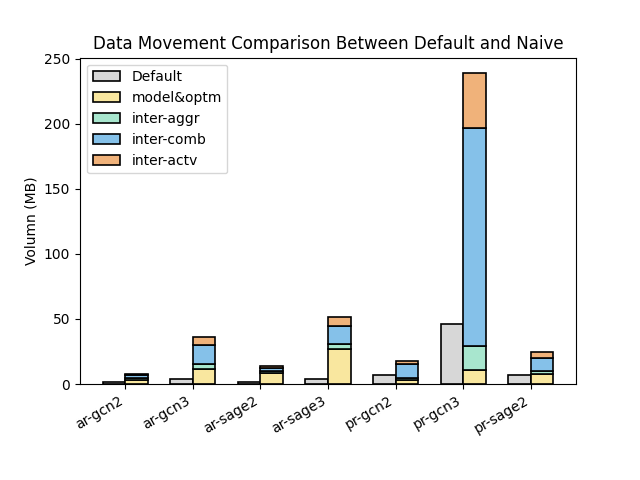 Data Movement Comparison Between Default and Naive
Volumn (MB)
250
200
150
100
50
0
Default
model&optm
inter-aggr
inter-comb
inter-actv
ar-gcn2
ar-gcn3
ar-sage2
ar-sage3
pr-gcn2
pr-gcn3
pr-sage2